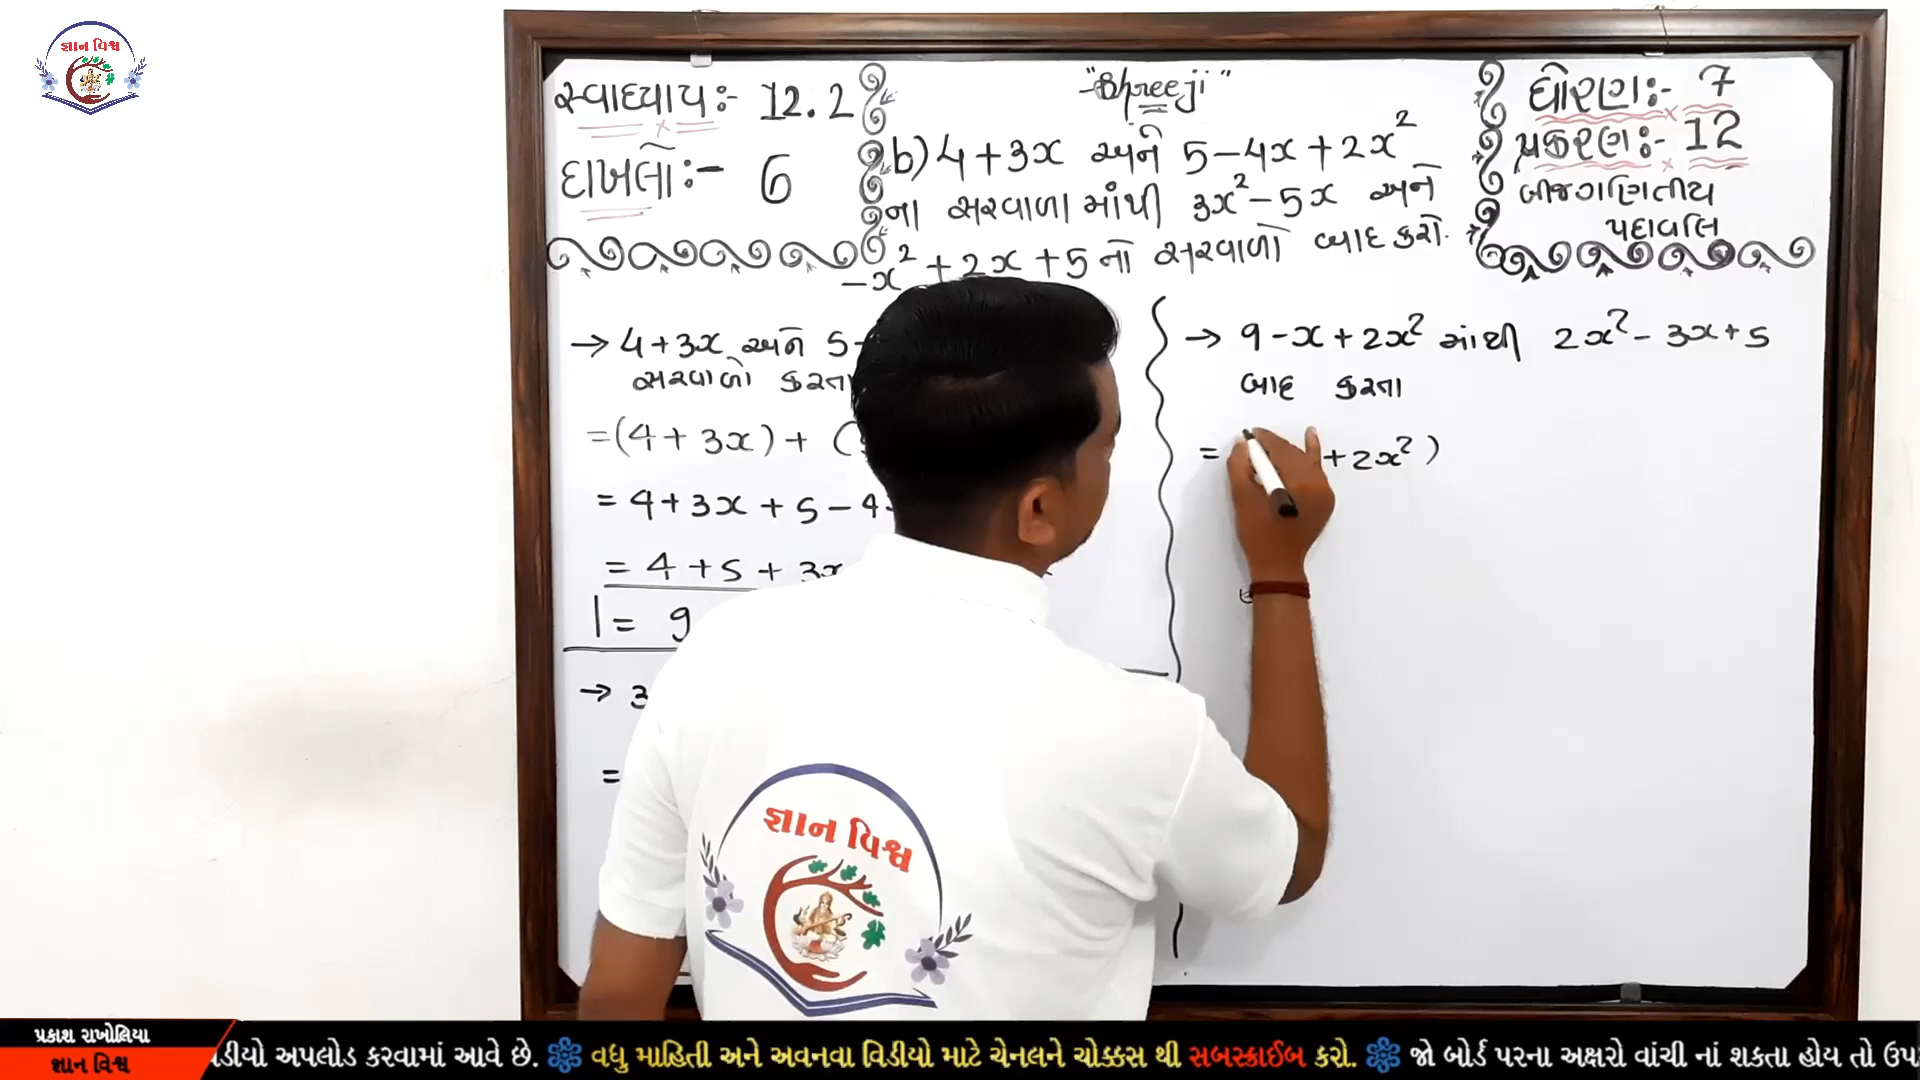 જ્ઞાન વિશ્વ
સ્વાધ્યાય:- 12.2
દાખલો:- 6
"Shreeji"
b) 4+3x અને 5-4x+2x²
ના સરવાળા માંથી 3x²-5x અને
-x²+2x+5 નો સરવાળો બાદ કરો.
ધોરણ:- 7
પ્રકરણ:- 12
બીજગણિતીય
પદાવલિ
→ 4+3x અને 5-
સરવાળો કરતા
=(4+3x)+(
= 4+3x+5-4
= 4+5+3x
= 9
→ 3
=
→ 9-x+2x² માંથી 2x²-3x+5
બાદ કરતા
= +2x²)
જ્ઞાન વિશ્વ
પ્રકાશ રાખોલિયા
જ્ઞાન વિશ્વ
ડીયો અપલોડ કરવામાં આવે છે. વધુ માહિતી અને અવનવા વિડીયો માટે ચેનલને ચોક્કસ થી સબસ્ક્રાઈબ કરો. જો બોર્ડ પરના અક્ષરો વાંચી નાં શકતા હોય તો ઉપ